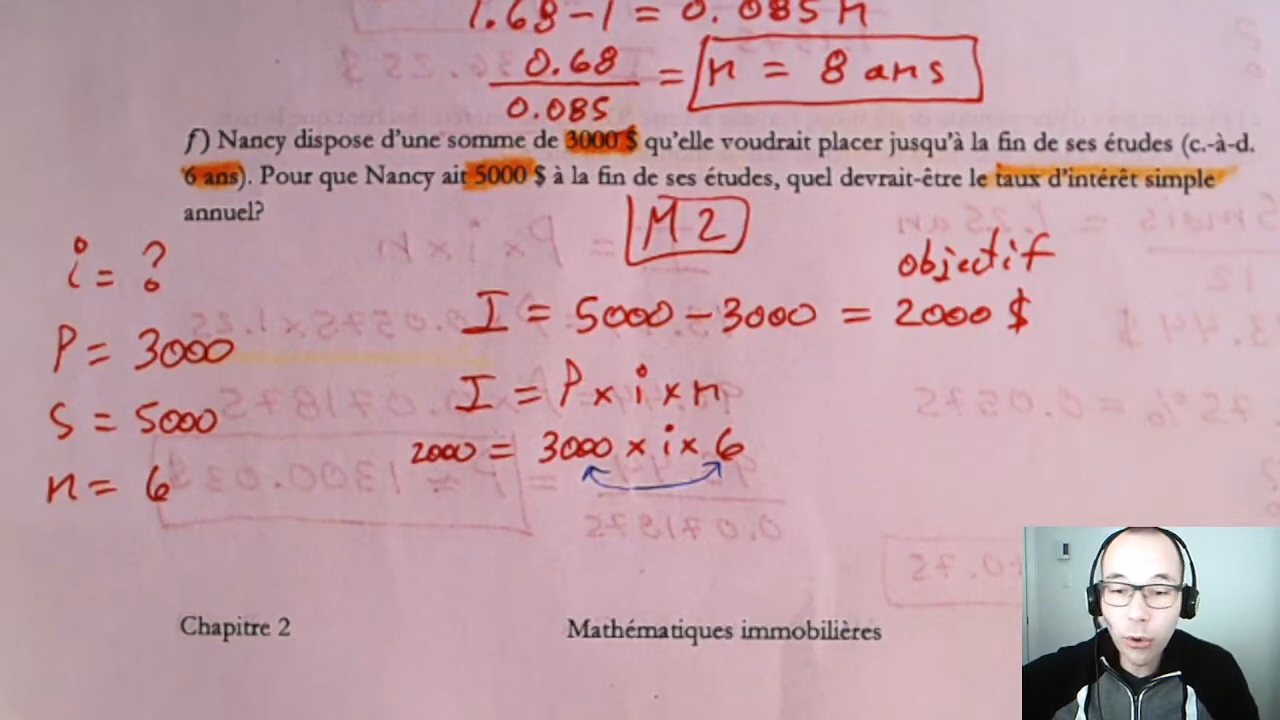 1.68 - 1 = 0.085 n
0.68 / 0.085 = n = 8 ans
f) Nancy dispose d'une somme de 3000 $ qu'elle voudrait placer jusqu'à la fin de ses études (c.-à-d.
6 ans). Pour que Nancy ait 5000 $ à la fin de ses études, quel devrait-être le taux d'intérêt simple
annuel?
M2
i = ?
P = 3000
S = 5000
n = 6
objectif
I = 5000 - 3000 = 2000 $
I = P x i x n
2000 = 3000 x i x 6
Chapitre 2
Mathématiques immobilières